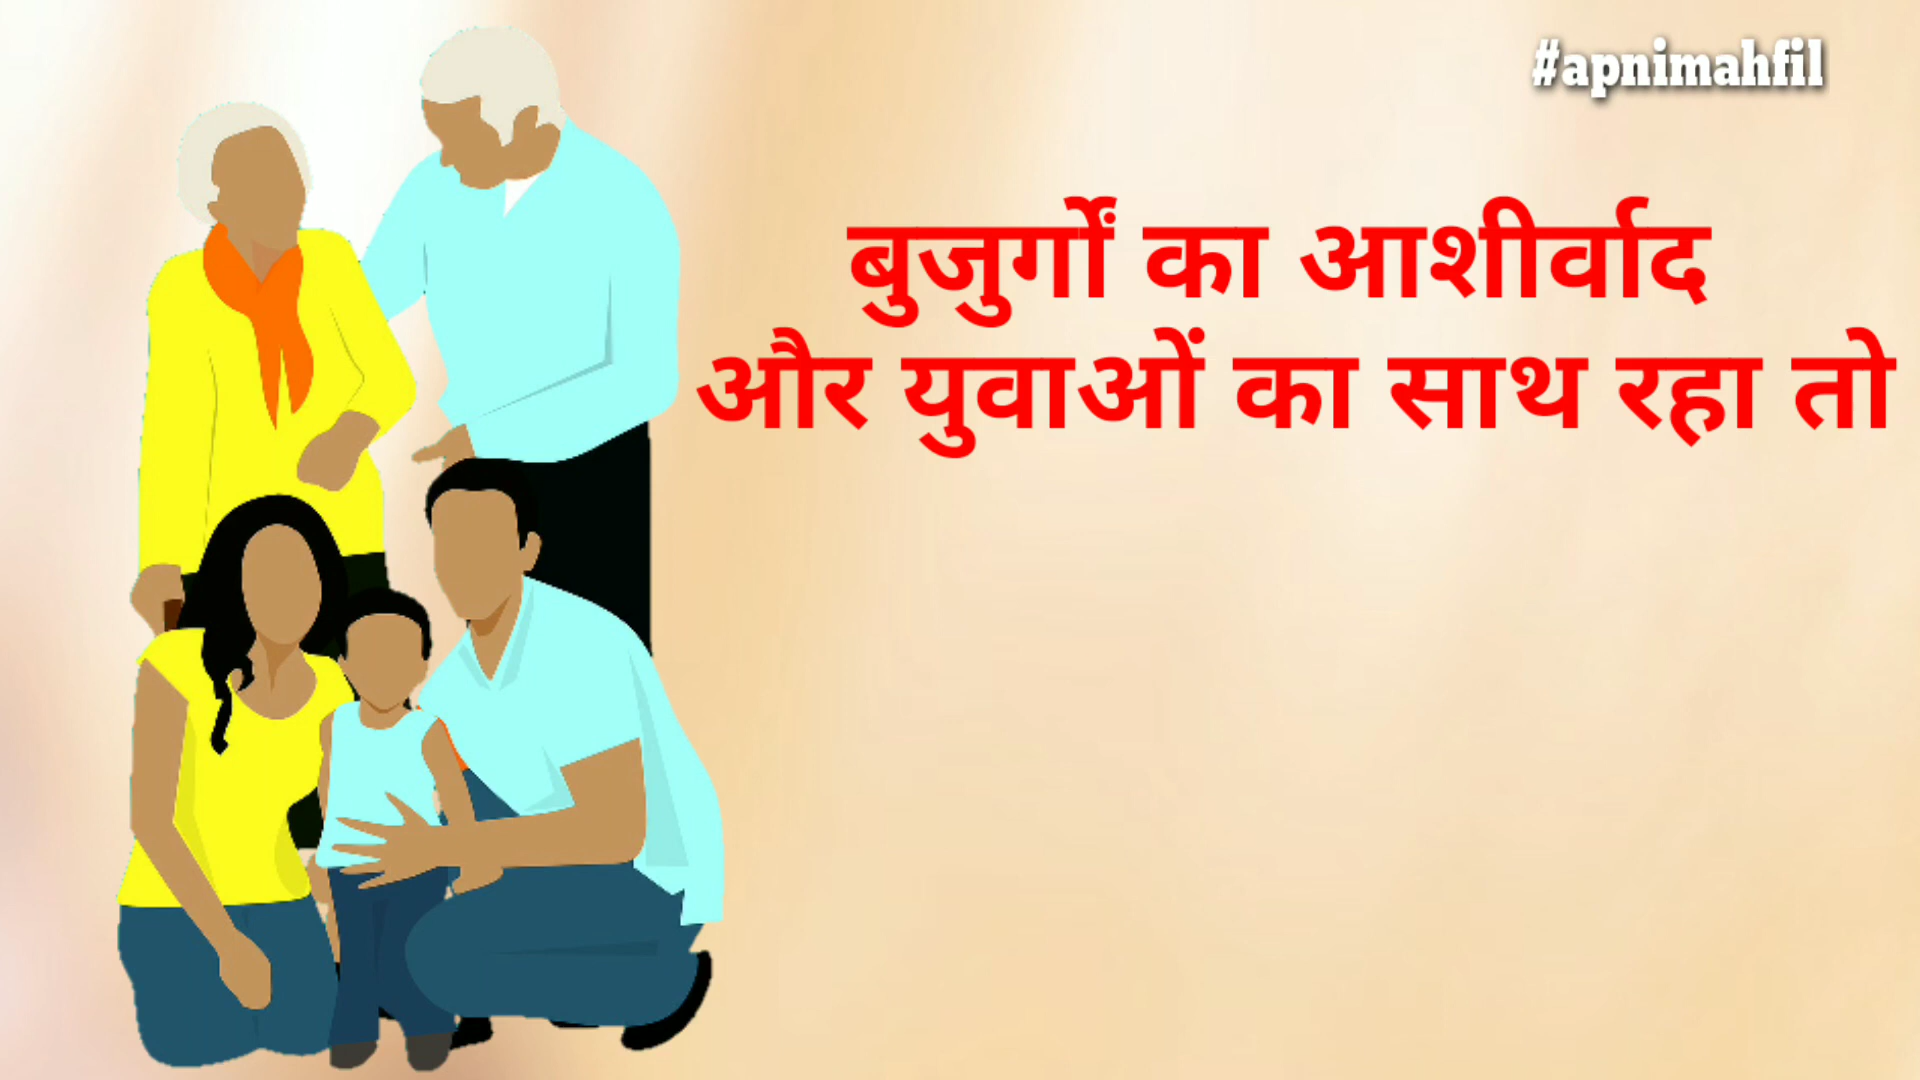 #apnimahfil
बुजुर्गों का आशीर्वाद
और युवाओं का साथ रहा तो